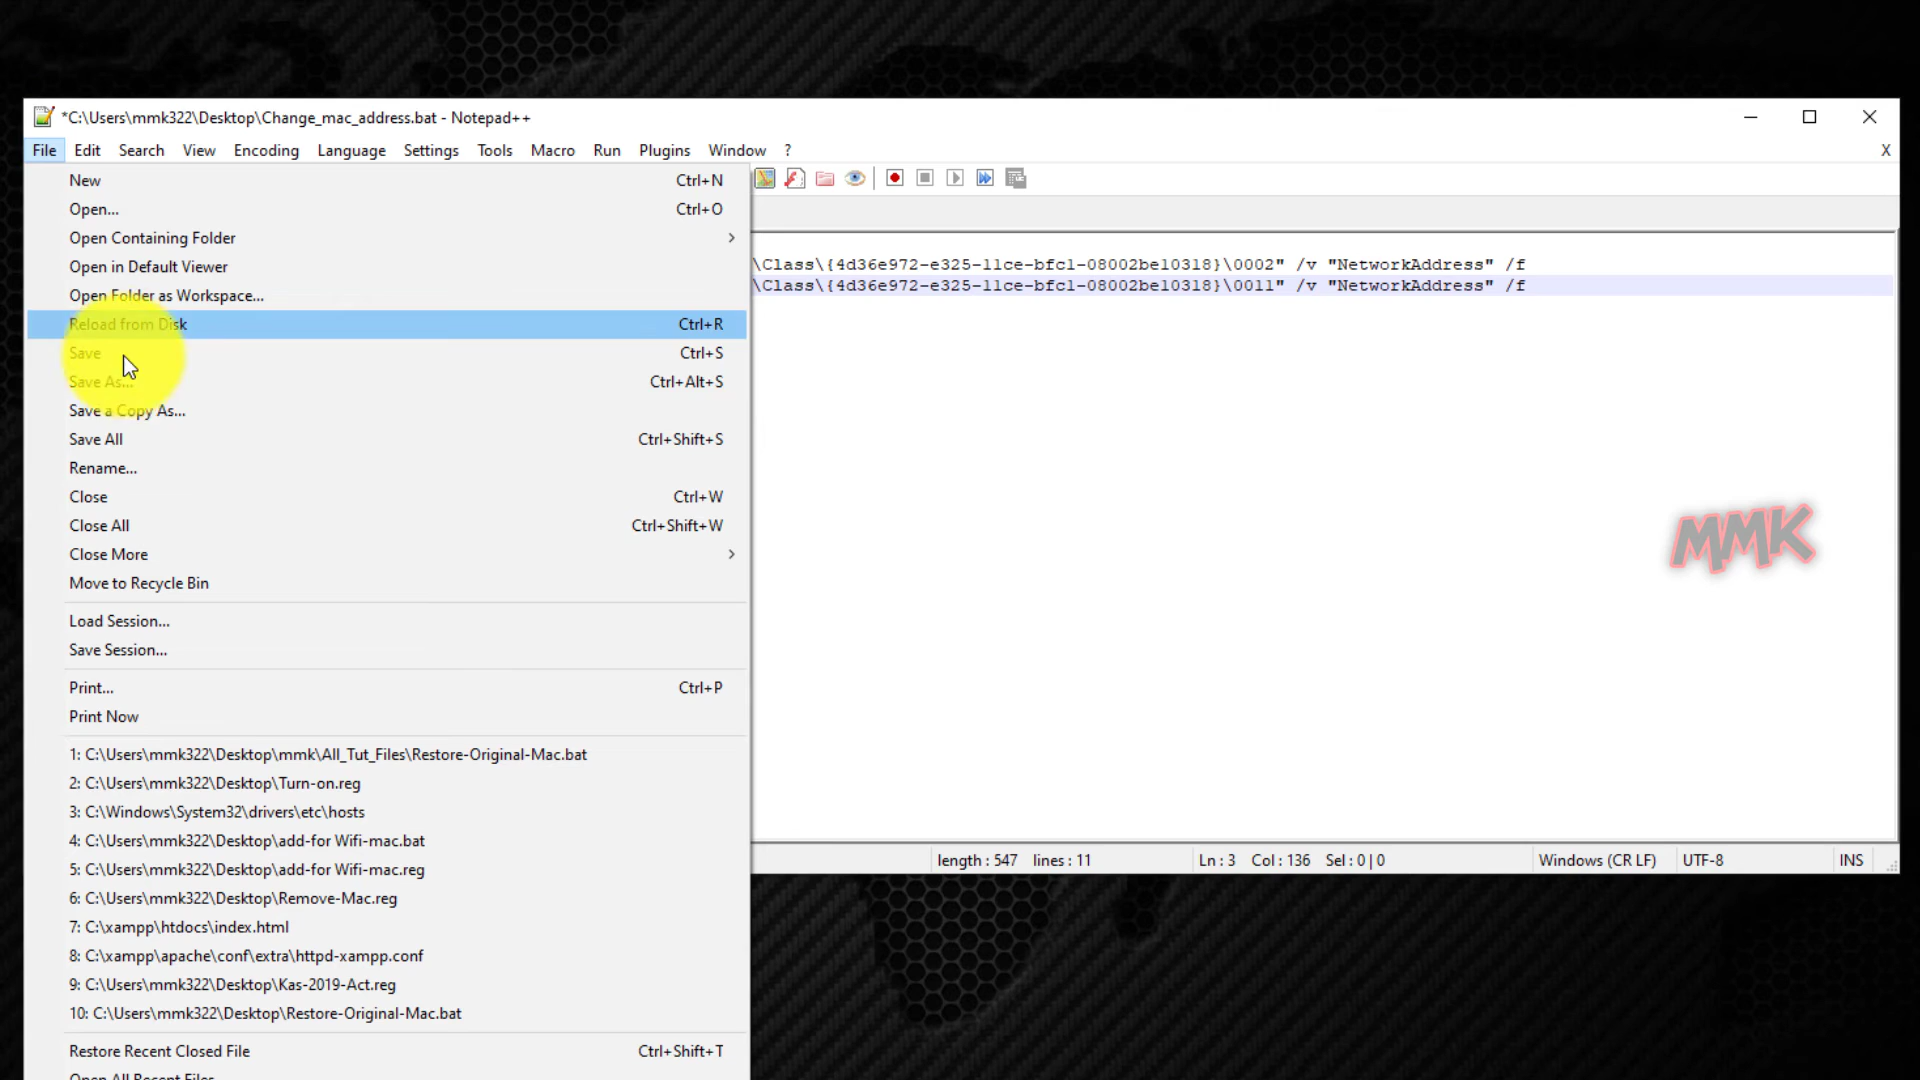 *C:\Users\mmk322\Desktop\Change_mac_address.bat - Notepad++
File Edit Search View Encoding Language Settings Tools Macro Run Plugins Window ? X
New Ctrl+N
Open... Ctrl+O
Open Containing Folder
Open in Default Viewer
Open Folder as Workspace...
Reload from Disk Ctrl+R
Save Ctrl+S
Save As... Ctrl+Alt+S
Save a Copy As...
Save All Ctrl+Shift+S
Rename...
Close Ctrl+W
Close All Ctrl+Shift+W
Close More
Move to Recycle Bin
Load Session...
Save Session...
Print... Ctrl+P
Print Now
1: C:\Users\mmk322\Desktop\mmk\All_Tut_Files\Restore-Original-Mac.bat
2: C:\Users\mmk322\Desktop\Turn-on.reg
3: C:\Windows\System32\drivers\etc\hosts
4: C:\Users\mmk322\Desktop\add-for Wifi-mac.bat
5: C:\Users\mmk322\Desktop\add-for Wifi-mac.reg
6: C:\Users\mmk322\Desktop\Remove-Mac.reg
7: C:\xampp\htdocs\index.html
8: C:\xampp\apache\conf\extra\httpd-xampp.conf
9: C:\Users\mmk322\Desktop\Kas-2019-Act.reg
10: C:\Users\mmk322\Desktop\Restore-Original-Mac.bat
Restore Recent Closed File Ctrl+Shift+T
Open All Recent Files
\Class\{4d36e972-e325-11ce-bfc1-08002be10318}\0002" /v "NetworkAddress" /f
\Class\{4d36e972-e325-11ce-bfc1-08002be10318}\0011" /v "NetworkAddress" /f
MMK
length : 547 lines : 11 Ln : 3 Col : 136 Sel : 0 | 0 Windows (CR LF) UTF-8 INS